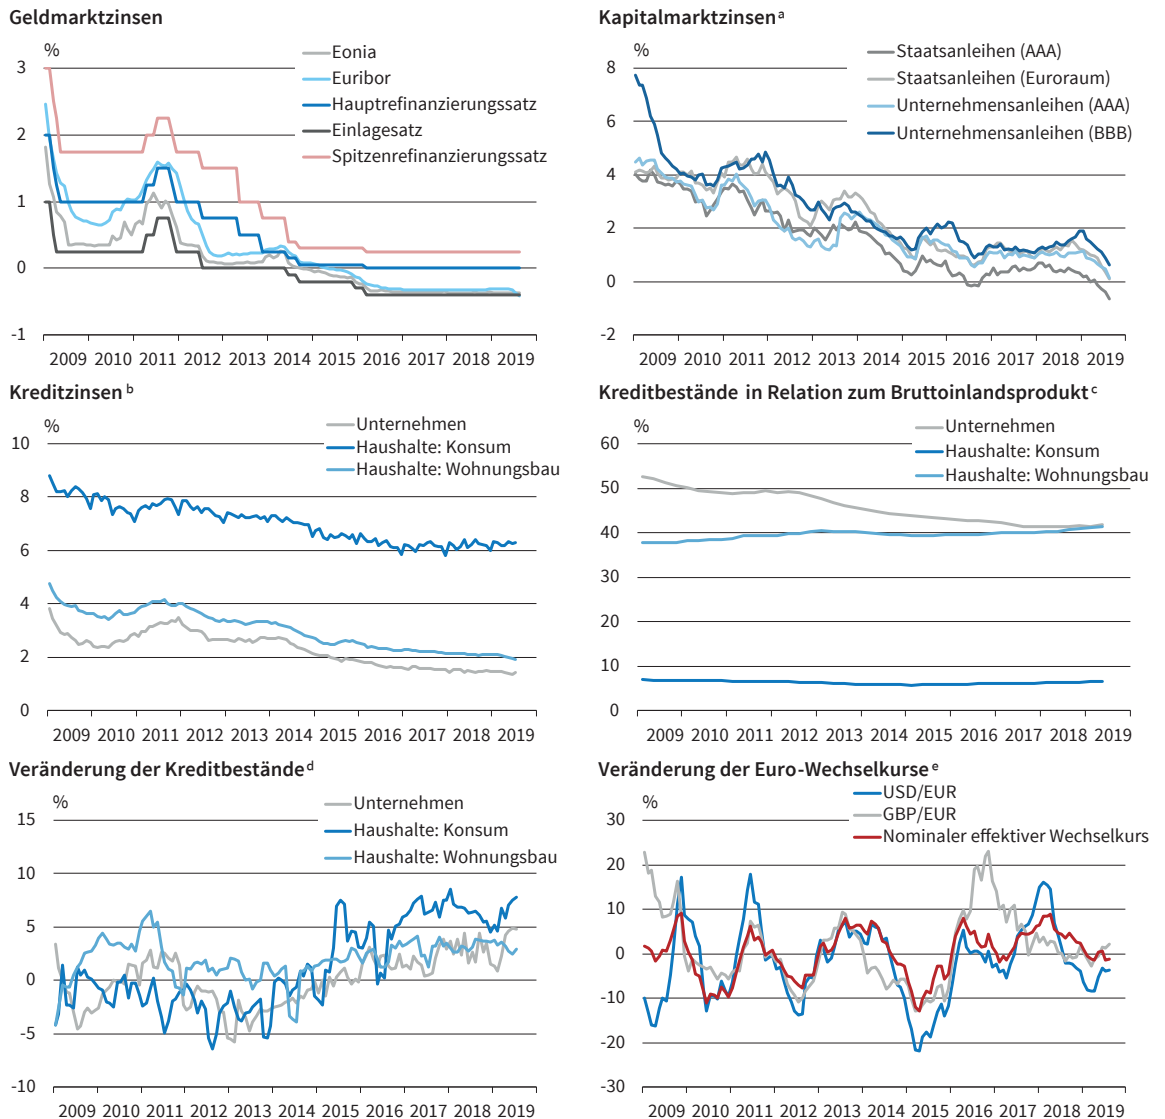 Geldmarktzinsen
%
Eonia
Euribor
Hauptrefinanzierungssatz
Einlagesatz
Spitzenrefinanzierungssatz
3
2
1
0
-1
2009 2010 2011 2012 2013 2014 2015 2016 2017 2018 2019
Kapitalmarktzinsen a
%
Staatsanleihen (AAA)
Staatsanleihen (Euroraum)
Unternehmensanleihen (AAA)
Unternehmensanleihen (BBB)
8
6
4
2
0
-2
2009 2010 2011 2012 2013 2014 2015 2016 2017 2018 2019
Kreditzinsen b
%
Unternehmen
Haushalte: Konsum
Haushalte: Wohnungsbau
10
8
6
4
2
0
2009 2010 2011 2012 2013 2014 2015 2016 2017 2018 2019
Kreditbestände in Relation zum Bruttoinlandsprodukt c
%
Unternehmen
Haushalte: Konsum
Haushalte: Wohnungsbau
60
50
40
30
20
10
0
2009 2010 2011 2012 2013 2014 2015 2016 2017 2018 2019
Veränderung der Kreditbestände d
%
Unternehmen
Haushalte: Konsum
Haushalte: Wohnungsbau
15
10
5
0
-5
-10
2009 2010 2011 2012 2013 2014 2015 2016 2017 2018 2019
Veränderung der Euro-Wechselkurse e
%
USD/EUR
GBP/EUR
Nominaler effektiver Wechselkurs
30
20
10
0
-10
-20
-30
2009 2010 2011 2012 2013 2014 2015 2016 2017 2018 2019